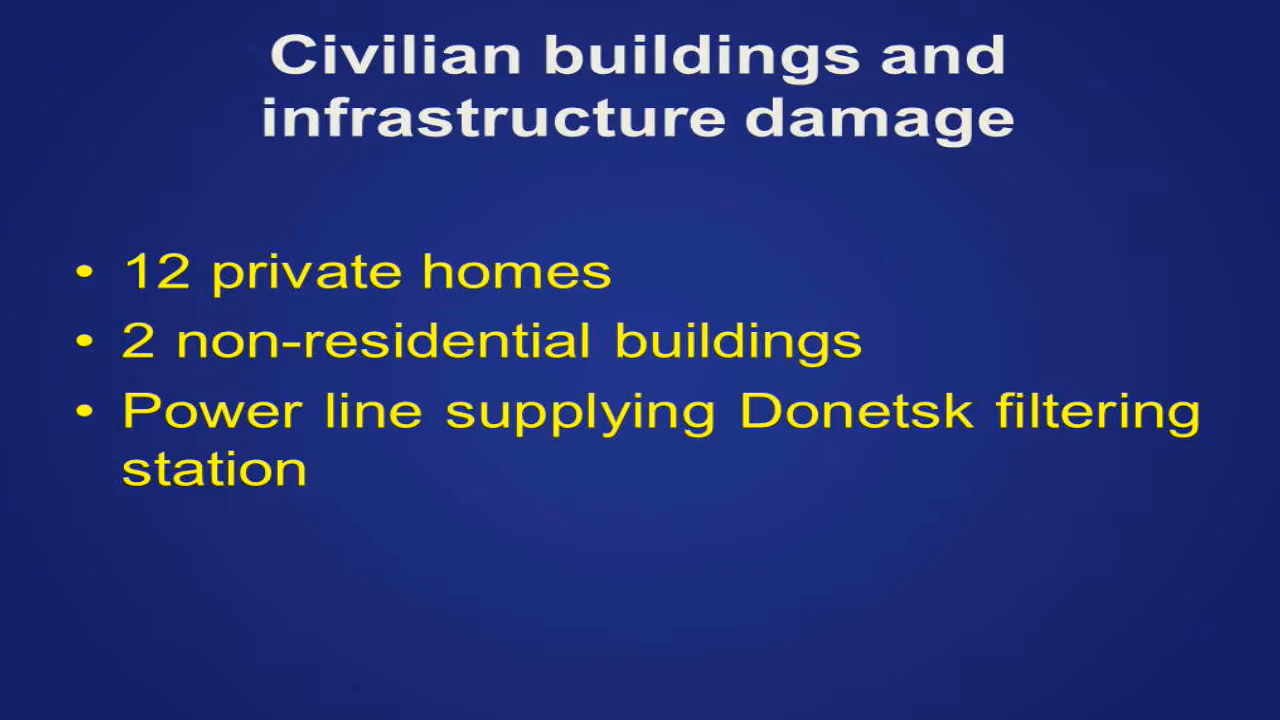 Civilian buildings and
infrastructure damage
• 12 private homes
• 2 non-residential buildings
• Power line supplying Donetsk filtering
station